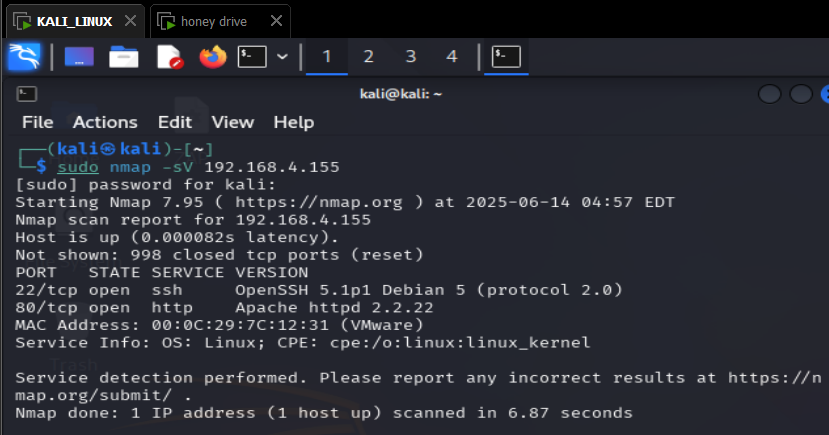 KALI_LINUX honey drive
1 2 3 4
kali@kali: ~
File Actions Edit View Help
┌──(kali㉿kali)-[~]
└─$ sudo nmap -sV 192.168.4.155
[sudo] password for kali:
Starting Nmap 7.95 ( https://nmap.org ) at 2025-06-14 04:57 EDT
Nmap scan report for 192.168.4.155
Host is up (0.000082s latency).
Not shown: 998 closed tcp ports (reset)
PORT   STATE SERVICE VERSION
22/tcp open  ssh     OpenSSH 5.1p1 Debian 5 (protocol 2.0)
80/tcp open  http    Apache httpd 2.2.22
MAC Address: 00:0C:29:7C:12:31 (VMware)
Service Info: OS: Linux; CPE: cpe:/o:linux:linux_kernel
Trash
Service detection performed. Please report any incorrect results at https://n
map.org/submit/ .
Nmap done: 1 IP address (1 host up) scanned in 6.87 seconds